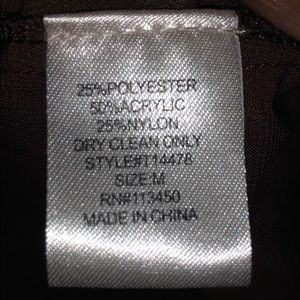 25%POLYESTER
50%ACRYLIC
25%NYLON
DRY CLEAN ONLY
STYLE#T14478
SIZE:M
RN#113450
MADE IN CHINA